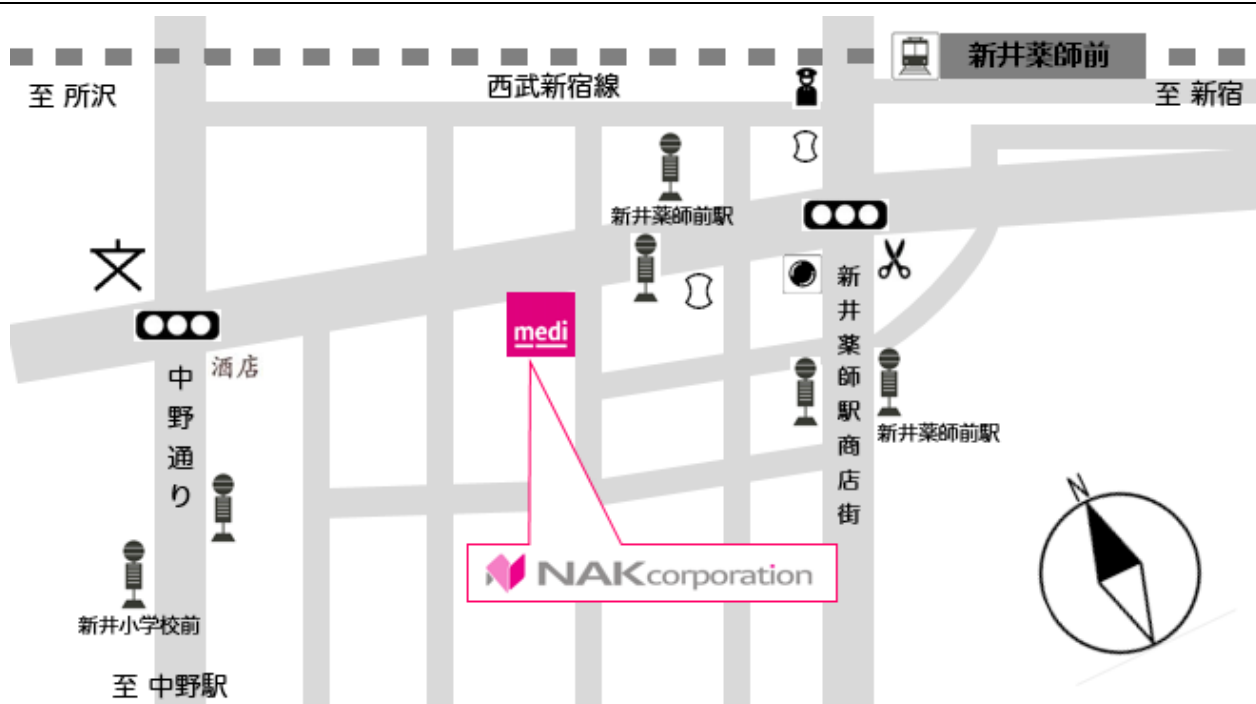 新井薬師前
西武新宿線
至 所沢
至 新宿
新井薬師前駅
新井薬師駅商店街
medi
酒店
中野通り
新井薬師前駅
N
NAKcorporation
新井小学校前
至 中野駅